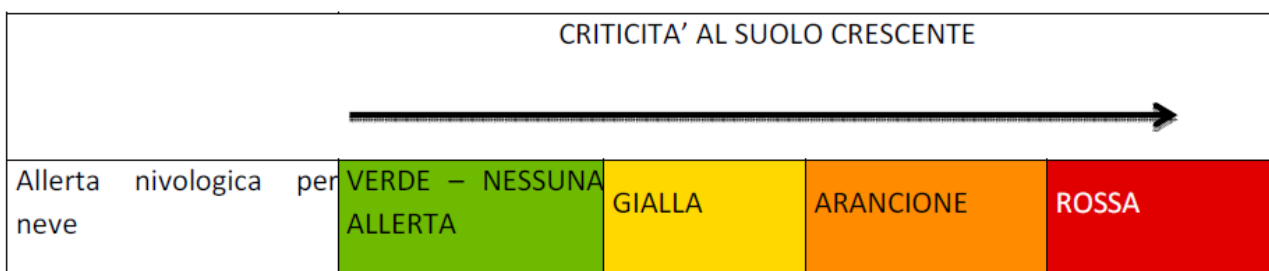 CRITICITA’ AL SUOLO CRESCENTE
Allerta nivologica per
neve
VERDE – NESSUNA
ALLERTA
GIALLA
ARANCIONE
ROSSA